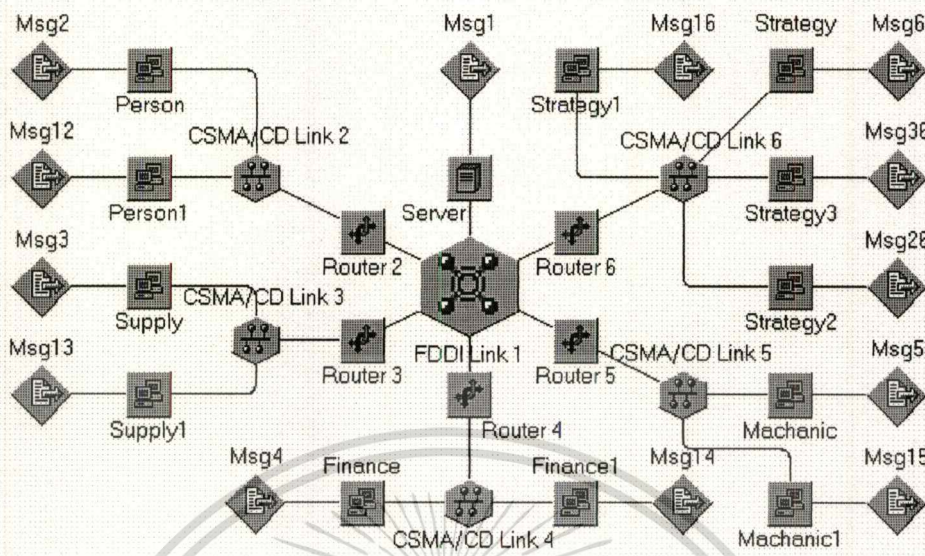 Msg2
Msg1
Msg16
Strategy
Msg6
Person
Strategy1
Msg12
CSMA/CD Link 2
CSMA/CD Link 6
Msg36
Person1
Server
Strategy3
Msg3
Router 2
Router 6
Msg26
CSMA/CD Link 3
Supply
Strategy2
Msg13
FDDI Link 1
CSMA/CD Link 5
Msg5
Router 3
Router 5
Supply1
Router 4
Machanic
Msg4
Finance
Finance1
Msg14
Msg15
CSMA/CD Link 4
Machanic1